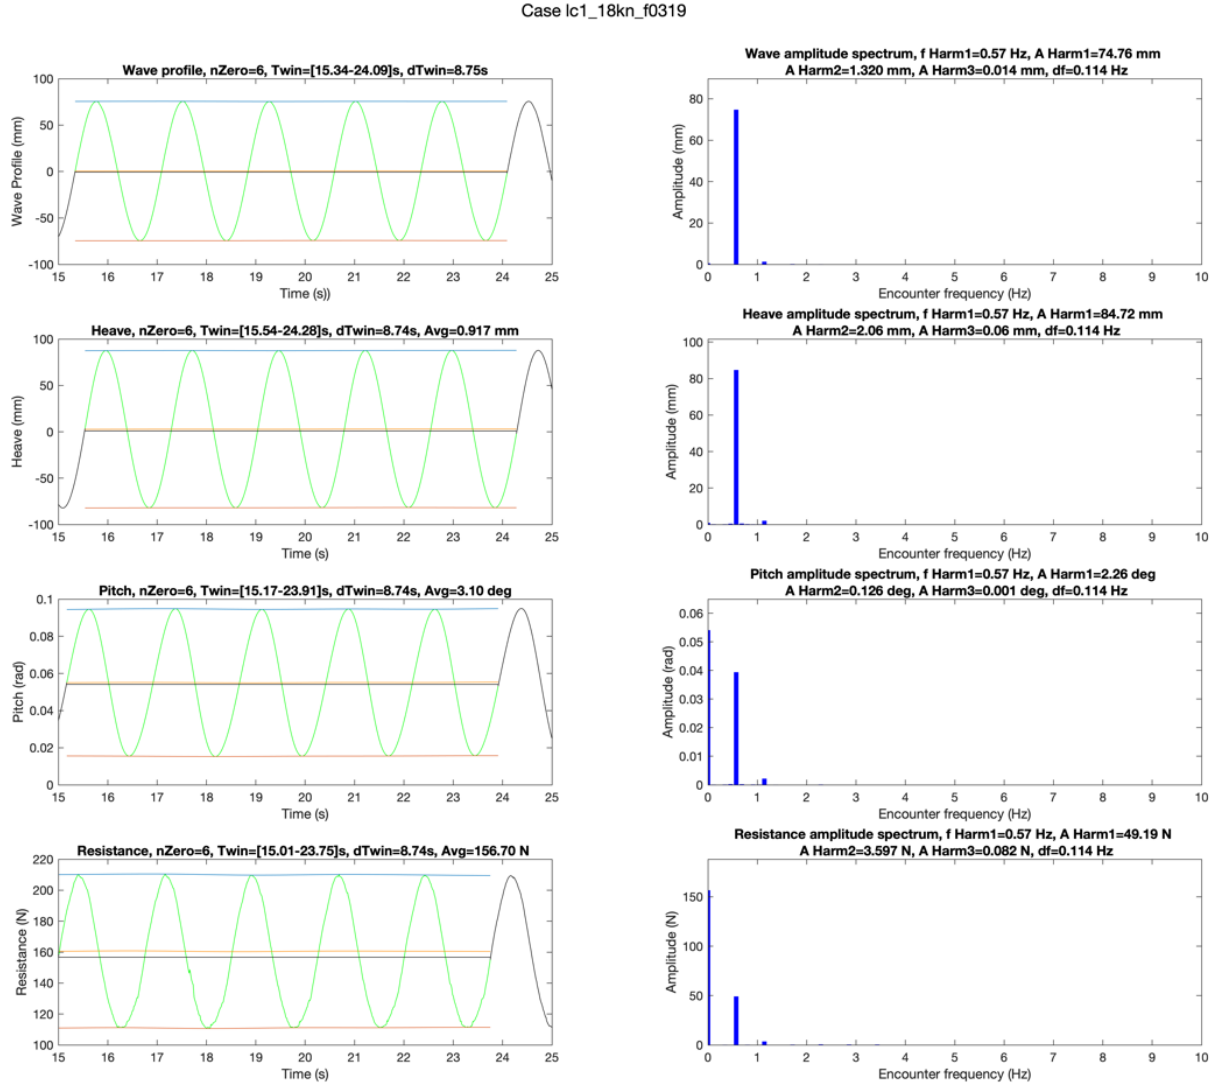 Case lc1_18kn_f0319
Wave profile, nZero=6, Twin=[15.34-24.09]s, dTwin=8.75s
100
50
0
-50
-100
Wave Profile (mm)
15 16 17 18 19 20 21 22 23 24 25
Time (s))
Wave amplitude spectrum, f Harm1=0.57 Hz, A Harm1=74.76 mm
A Harm2=1.320 mm, A Harm3=0.014 mm, df=0.114 Hz
80
60
40
20
0
Amplitude (mm)
0 1 2 3 4 5 6 7 8 9 10
Encounter frequency (Hz)
Heave, nZero=6, Twin=[15.54-24.28]s, dTwin=8.74s, Avg=0.917 mm
100
50
0
-50
-100
Heave (mm)
15 16 17 18 19 20 21 22 23 24 25
Time (s)
Heave amplitude spectrum, f Harm1=0.57 Hz, A Harm1=84.72 mm
A Harm2=2.06 mm, A Harm3=0.06 mm, df=0.114 Hz
100
80
60
40
20
0
Amplitude (mm)
0 1 2 3 4 5 6 7 8 9 10
Encounter frequency (Hz)
Pitch, nZero=6, Twin=[15.17-23.91]s, dTwin=8.74s, Avg=3.10 deg
0.1
0.08
0.06
0.04
0.02
0
Pitch (rad)
15 16 17 18 19 20 21 22 23 24 25
Time (s)
Pitch amplitude spectrum, f Harm1=0.57 Hz, A Harm1=2.26 deg
A Harm2=0.126 deg, A Harm3=0.001 deg, df=0.114 Hz
0.06
0.05
0.04
0.03
0.02
0.01
0
Amplitude (rad)
0 1 2 3 4 5 6 7 8 9 10
Encounter frequency (Hz)
Resistance, nZero=6, Twin=[15.01-23.75]s, dTwin=8.74s, Avg=156.70 N
220
200
180
160
140
120
100
Resistance (N)
15 16 17 18 19 20 21 22 23 24 25
Time (s)
Resistance amplitude spectrum, f Harm1=0.57 Hz, A Harm1=49.19 N
A Harm2=3.597 N, A Harm3=0.082 N, df=0.114 Hz
150
100
50
0
Amplitude (N)
0 1 2 3 4 5 6 7 8 9 10
Encounter frequency (Hz)